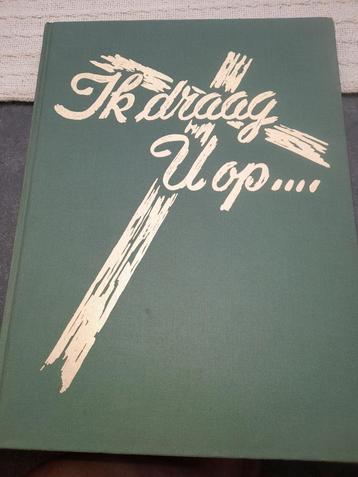 Ik draag
U op....